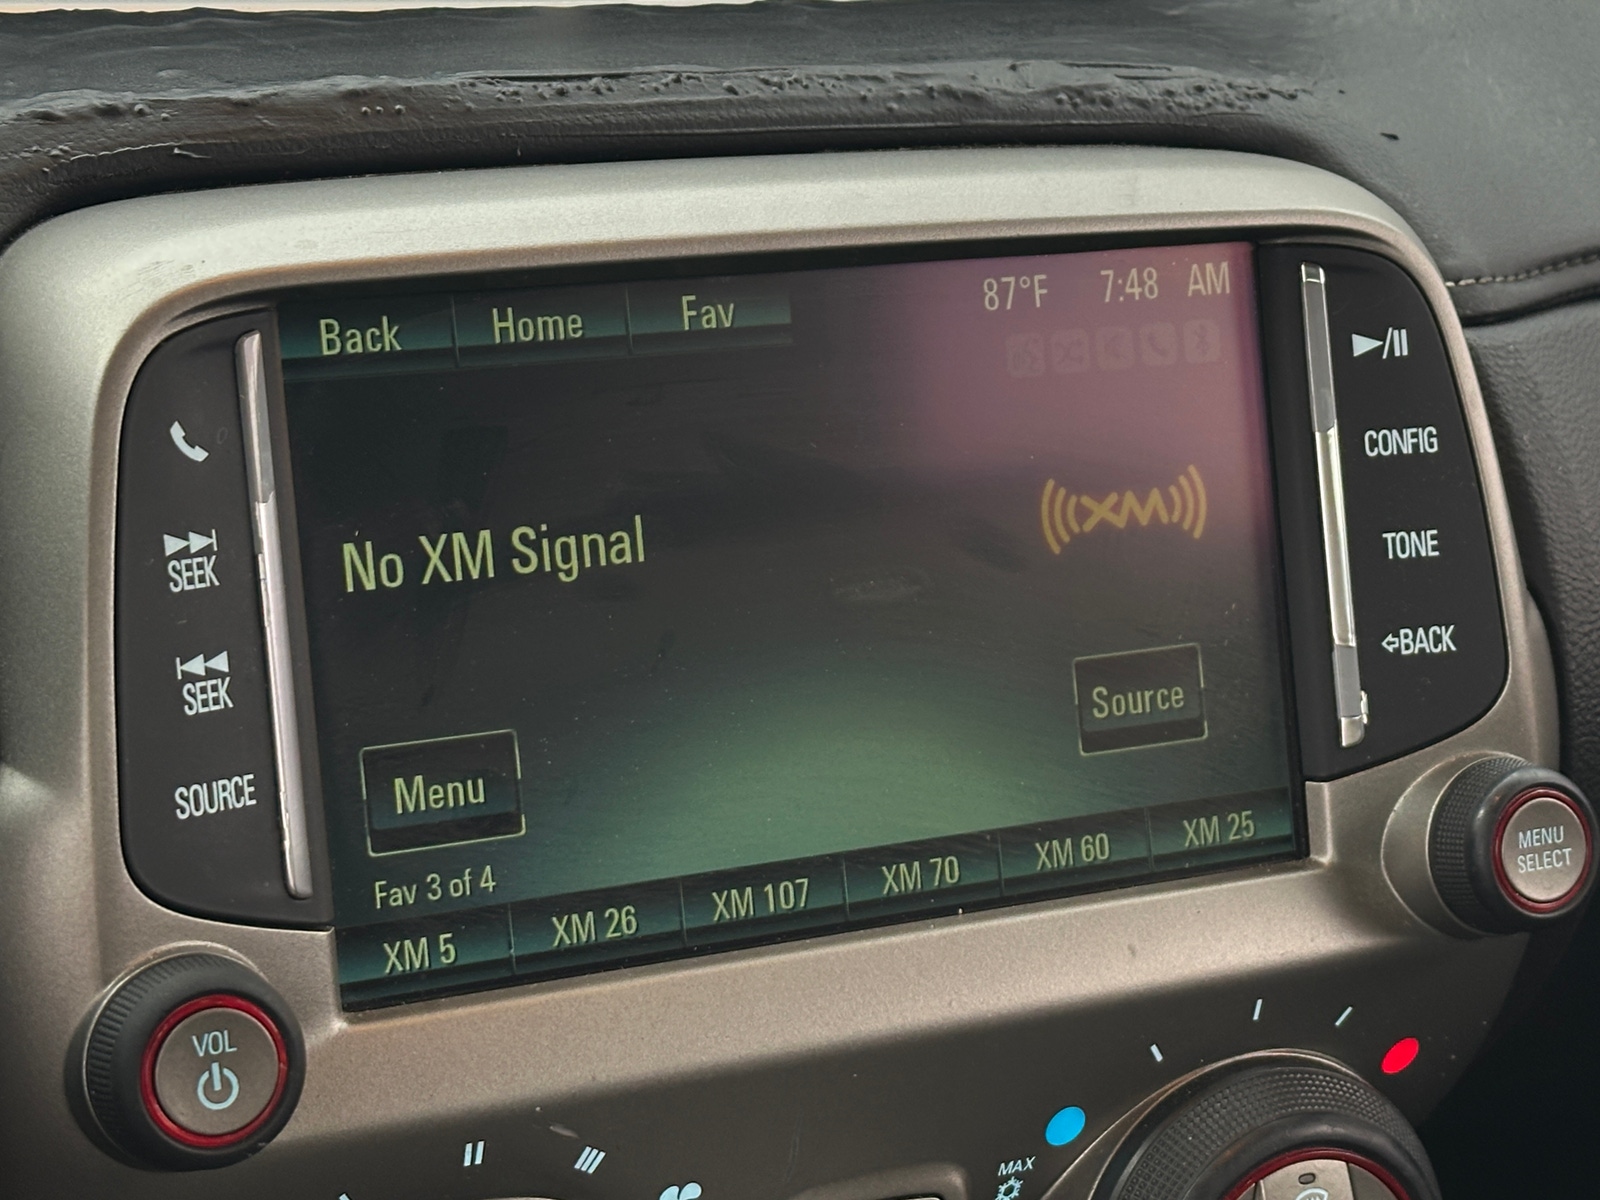 Back Home Fav 87°F 7:48 AM
SEEK
SEEK
SOURCE
No XM Signal
XM
Menu
Source
Fav 3 of 4
XM 5 XM 26 XM 107 XM 70 XM 60 XM 25
CONFIG
TONE
BACK
MENU
SELECT
VOL
MAX